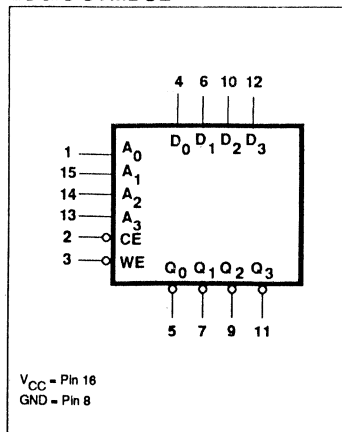 4 6 10 12
D0 D1 D2 D3
1 A0
15 A1
14 A2
13 A3
2 CE
3 WE
Q0 Q1 Q2 Q3
5 7 9 11
VCC = Pin 16
GND = Pin 8